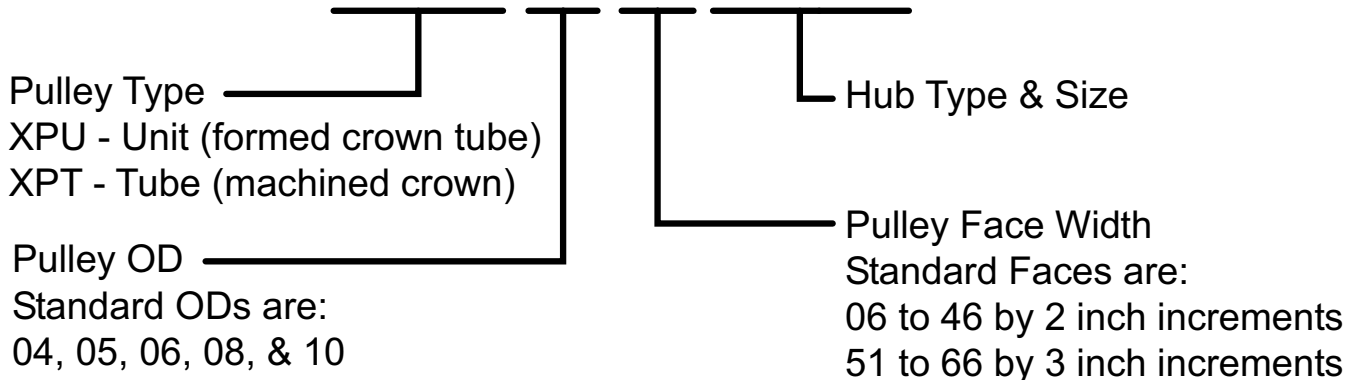 Pulley Type
XPU - Unit (formed crown tube)
XPT - Tube (machined crown)
Pulley OD
Standard ODs are:
04, 05, 06, 08, & 10
Hub Type & Size
Pulley Face Width
Standard Faces are:
06 to 46 by 2 inch increments
51 to 66 by 3 inch increments